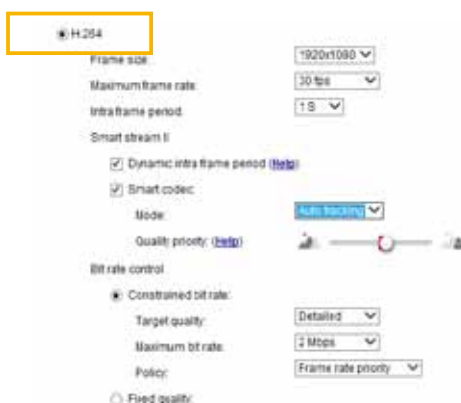 H.264
Frame size: 1920x1080
Maximum frame rate: 30 fps
Intra frame period: 1 S
Smart stream II
Dynamic intra frame period (Help)
Smart codec:
Mode: Auto tracking
Quality priority: (Help)
Bit rate control
Constrained bit rate:
Target quality: Detailed
Maximum bit rate: 2 Mbps
Policy: Frame rate priority
Fixed quality: